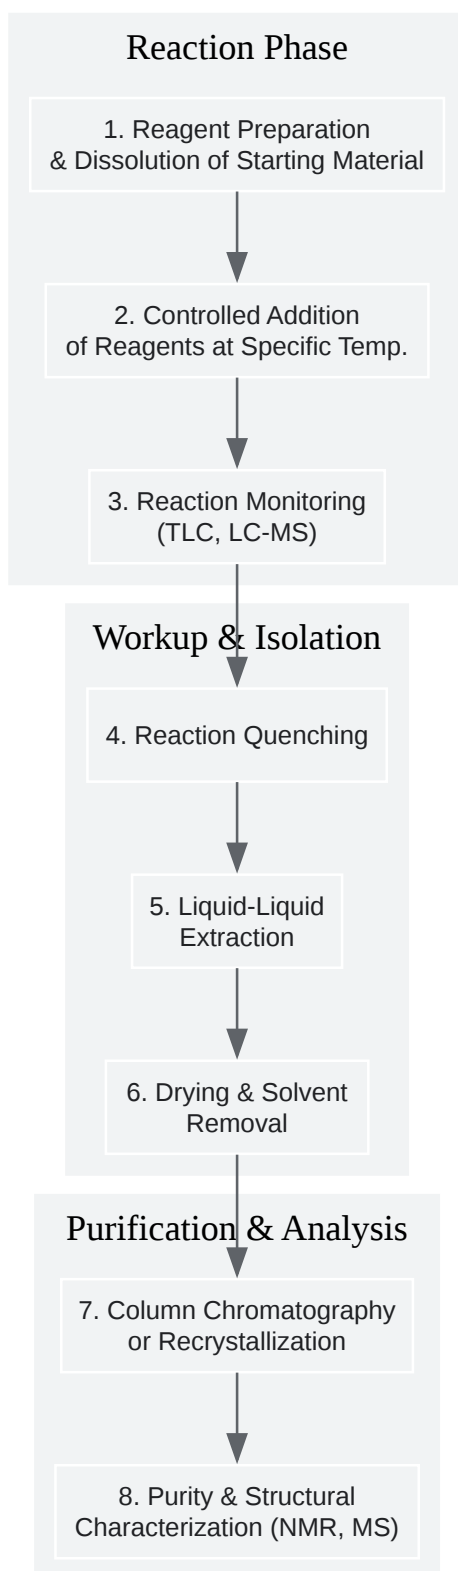 Reaction Phase
1. Reagent Preparation
& Dissolution of Starting Material
2. Controlled Addition
of Reagents at Specific Temp.
3. Reaction Monitoring
(TLC, LC-MS)
Workup & Isolation
4. Reaction Quenching
5. Liquid-Liquid
Extraction
6. Drying & Solvent
Removal
Purification & Analysis
7. Column Chromatography
or Recrystallization
8. Purity & Structural
Characterization (NMR, MS)